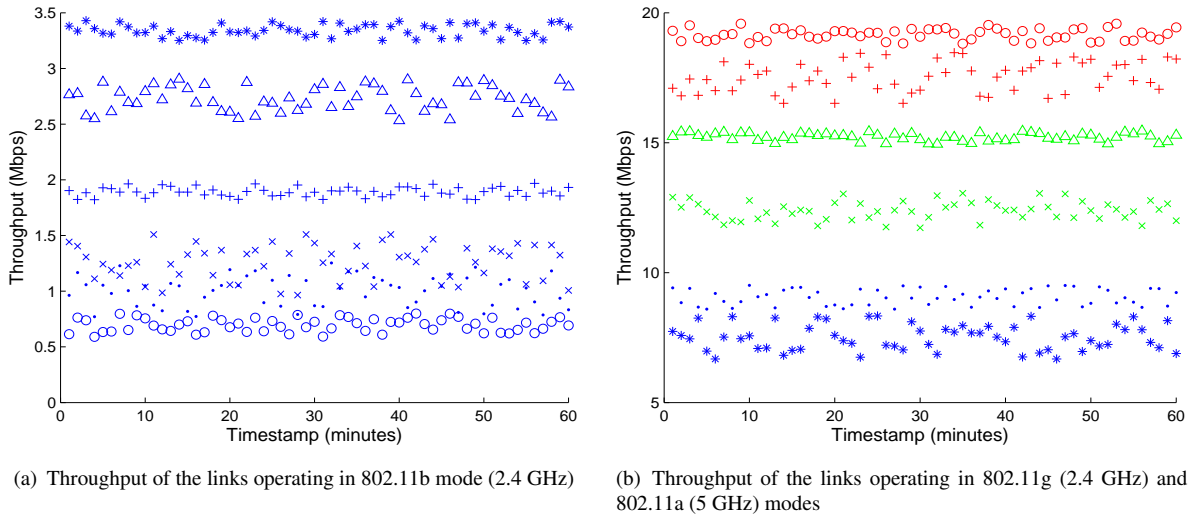 3.5
3
2.5
2
1.5
1
0.5
0
Throughput (Mbps)
0 10 20 30 40 50 60
Timestamp (minutes)
(a) Throughput of the links operating in 802.11b mode (2.4 GHz)
20
15
10
5
Throughput (Mbps)
0 10 20 30 40 50 60
Timestamp (minutes)
(b) Throughput of the links operating in 802.11g (2.4 GHz) and
802.11a (5 GHz) modes